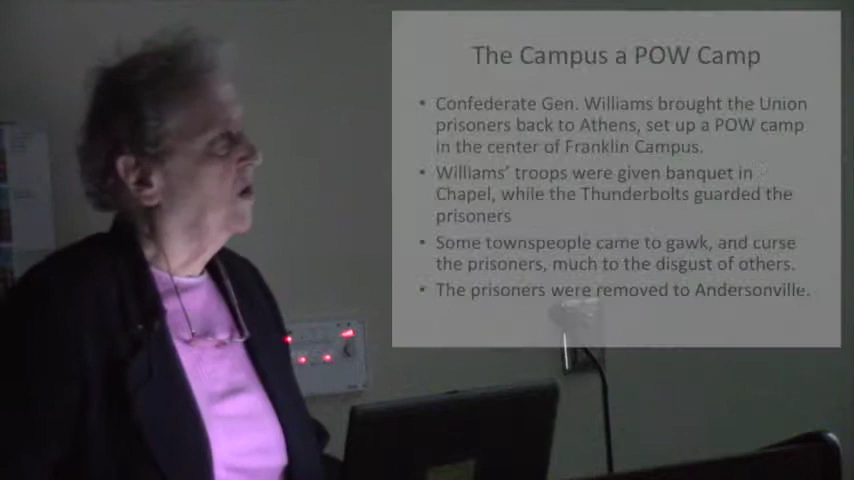 The Campus a POW Camp
• Confederate Gen. Williams brought the Union
prisoners back to Athens, set up a POW camp
in the center of Franklin Campus.
• Williams' troops were given banquet in
Chapel, while the Thunderbolts guarded the
prisoners
• Some townspeople came to gawk, and curse
the prisoners, much to the disgust of others.
• The prisoners were removed to Andersonville.